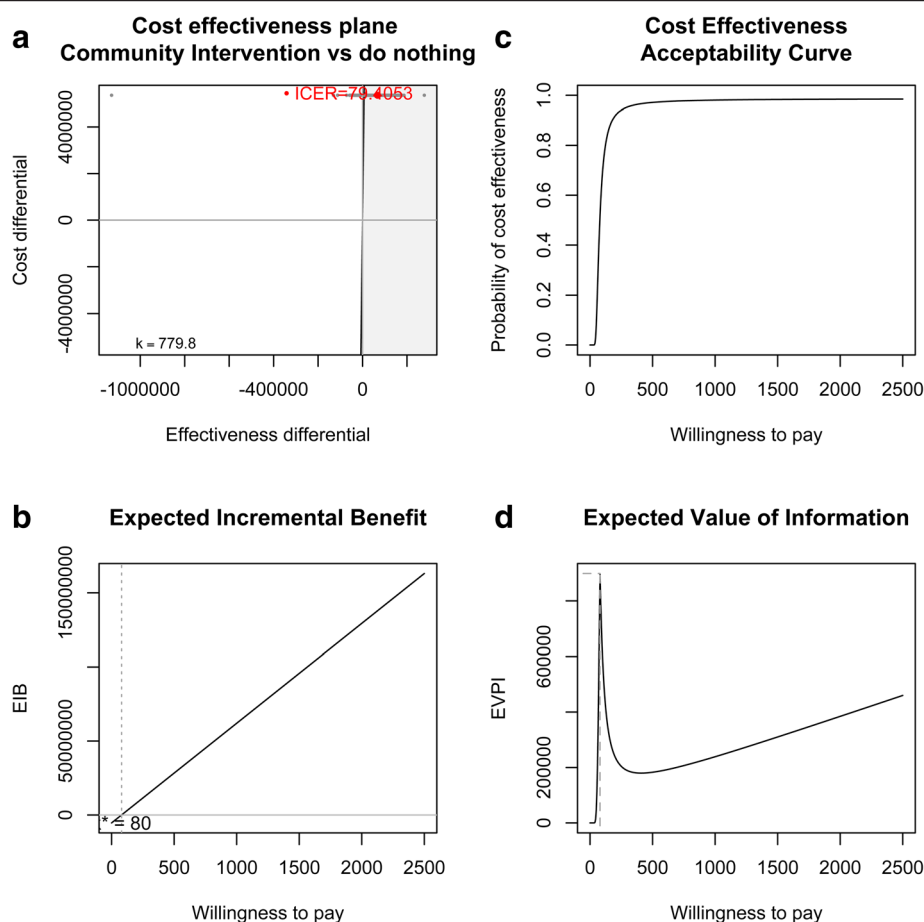 a
Cost effectiveness plane
Community Intervention vs do nothing
4000000
0
-4000000
Cost differential
• ICER=79.4053
k = 779.8
-1000000 -400000 0
Effectiveness differential
c
Cost Effectiveness
Acceptability Curve
1.0
0.8
0.6
0.4
0.2
0.0
Probability of cost effectiveness
0 500 1000 1500 2000 2500
Willingness to pay
b
Expected Incremental Benefit
150000000
50000000
0
EIB
* = 80
0 500 1000 1500 2000 2500
Willingness to pay
d
Expected Value of Information
600000
200000
0
EVPI
0 500 1000 1500 2000 2500
Willingness to pay